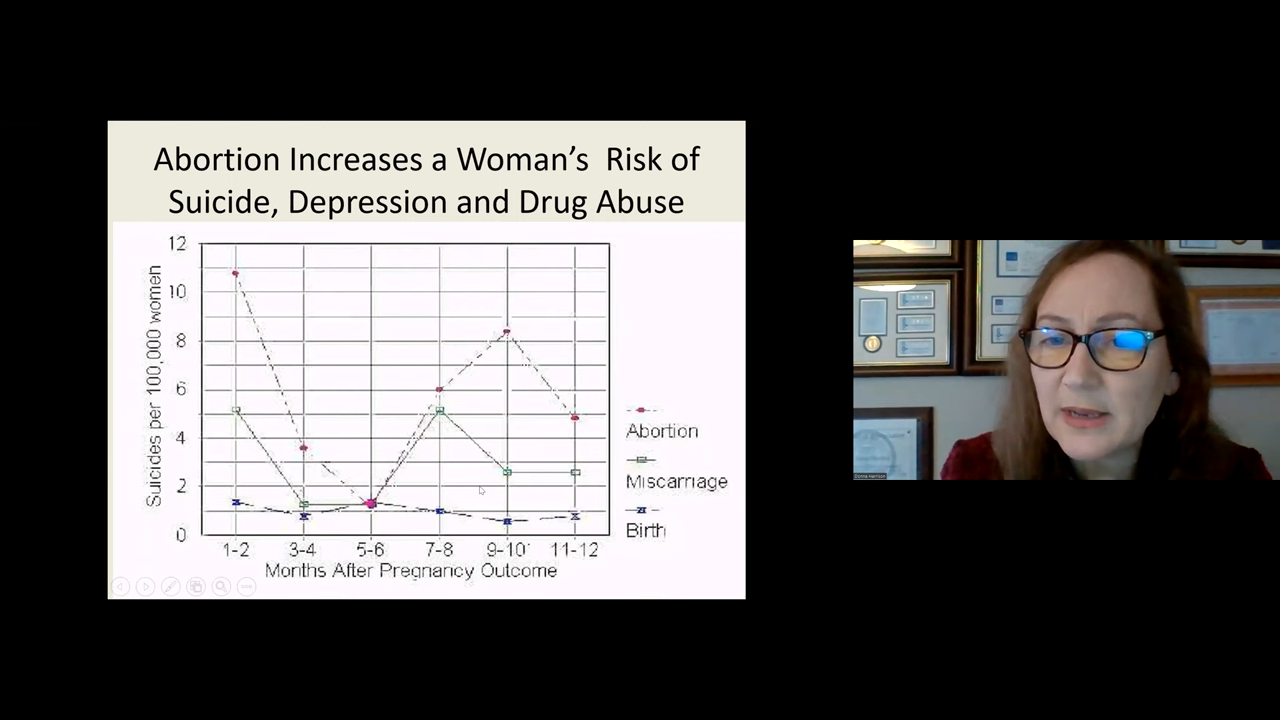 Abortion Increases a Woman’s  Risk of
Suicide, Depression and Drug Abuse
12
10
8
6
4
2
0
Suicides per 100,000 women
1-2 3-4 5-6 7-8 9-10 11-12
Months After Pregnancy Outcome
Abortion
Miscarriage
Birth